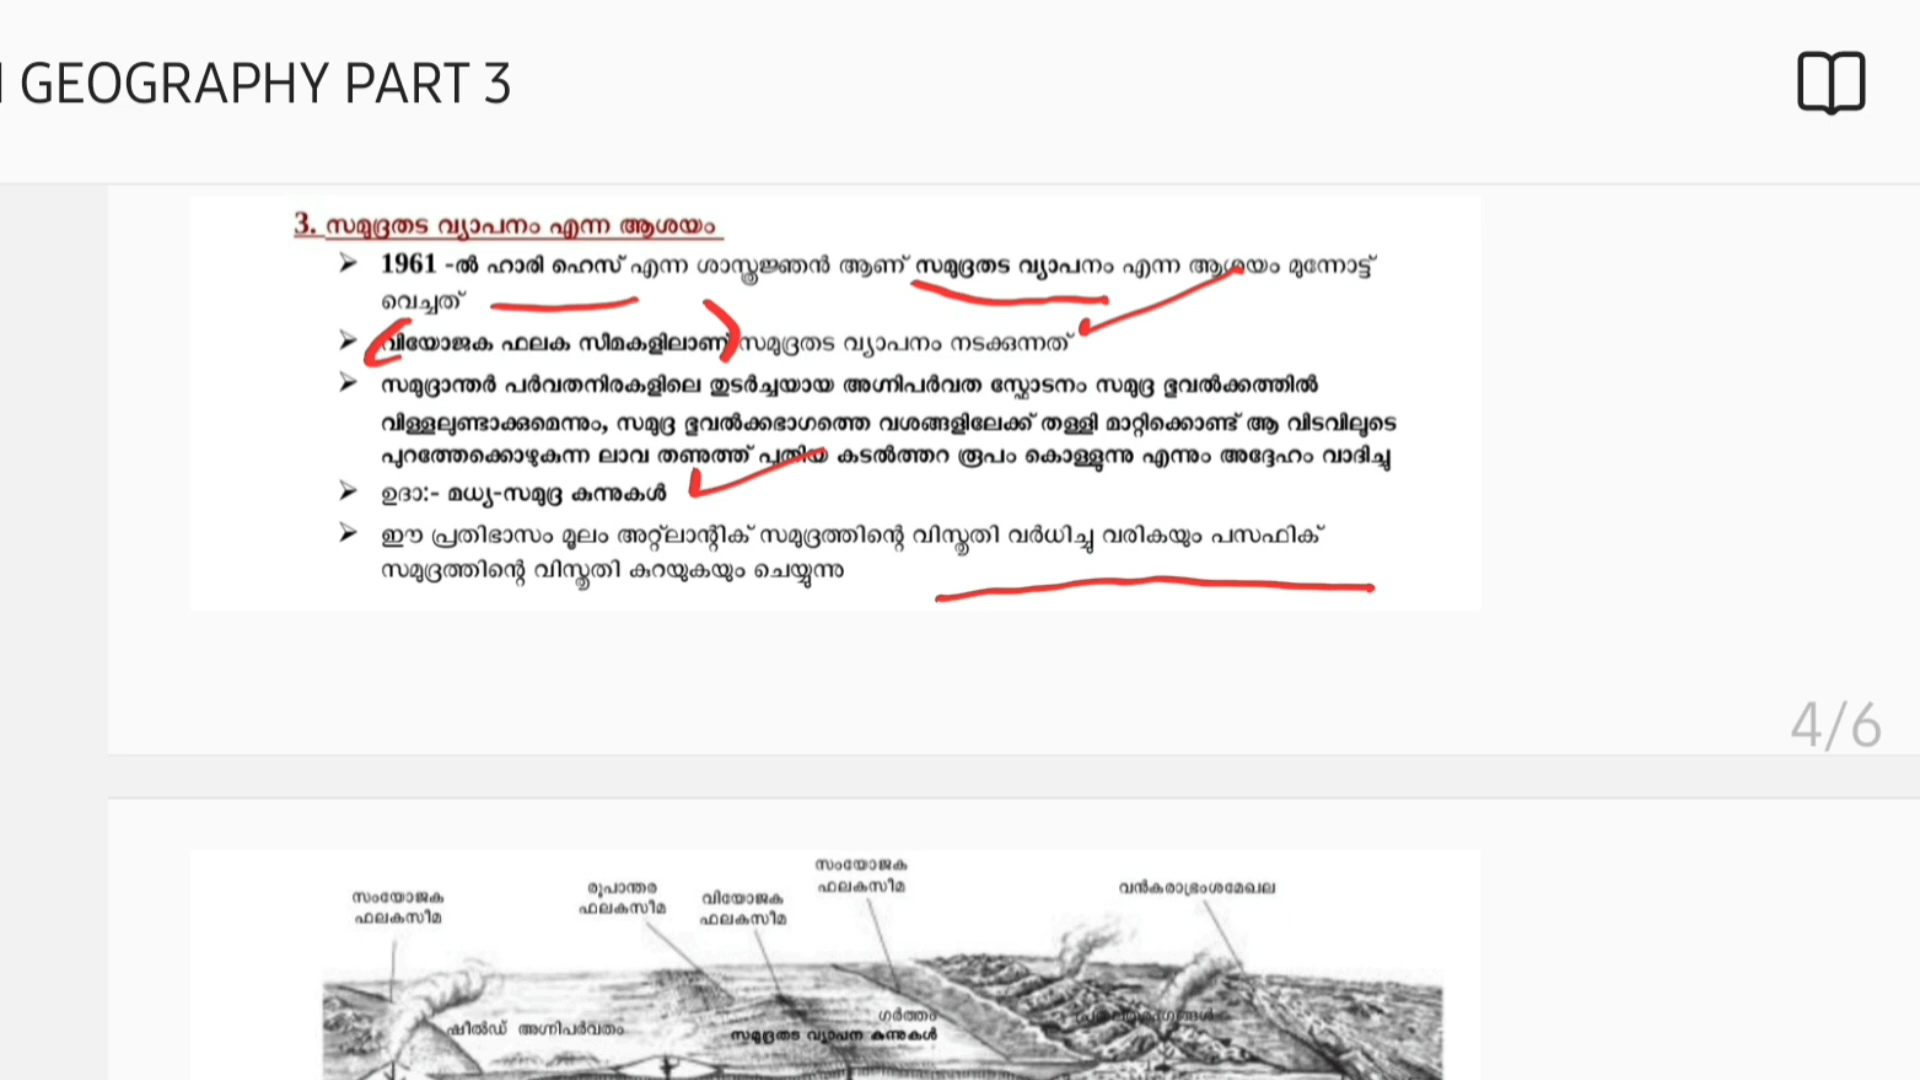 GEOGRAPHY PART 3
3. സമുദ്രതട വ്യാപനം എന്ന ആശയം
➤ 1961 -ൽ ഹാരി ഹെസ് എന്ന ശാസ്ത്രജ്ഞൻ ആണ് സമുദ്രതട വ്യാപനം എന്ന ആശയം മുന്നോട്ട്
വെച്ചത്
➤ വിയോജക ഫലക സീമകളിലാണ് സമുദ്രതട വ്യാപനം നടക്കുന്നത്
➤ സമുദ്രാന്തർ പർവതനിരകളിലെ തുടർച്ചയായ അഗ്നിപർവത സ്ഫോടനം സമുദ്ര ഭൂവൽക്കത്തിൽ
വിള്ളലുണ്ടാക്കുമെന്നും, സമുദ്ര ഭൂവൽക്കഭാഗത്തെ വശങ്ങളിലേക്ക് തള്ളി മാറ്റിക്കൊണ്ട് ആ വിടവിലൂടെ
പുറത്തേക്കൊഴുകുന്ന ലാവ തണുത്ത് പുതിയ കടൽത്തറ രൂപം കൊള്ളുന്നു എന്നും അദ്ദേഹം വാദിച്ചു
➤ ഉദാ:- മധ്യ-സമുദ്ര കുന്നുകൾ
➤ ഈ പ്രതിഭാസം മൂലം അറ്റ്ലാന്റിക് സമുദ്രത്തിന്റെ വിസ്തൃതി വർധിച്ചു വരികയും പസഫിക്
സമുദ്രത്തിന്റെ വിസ്തൃതി കുറയുകയും ചെയ്യുന്നു
4/6
സംയോജക
ഫലകസീമ
രൂപാന്തര
ഫലകസീമ
വിയോജക
ഫലകസീമ
സംയോജക
ഫലകസീമ
വൻകരാഭ്രംശമേഖല
ഷീൽഡ് അഗ്നിപർവതം
ഗർത്തം
സമുദ്രതട വ്യാപന കുന്നുകൾ